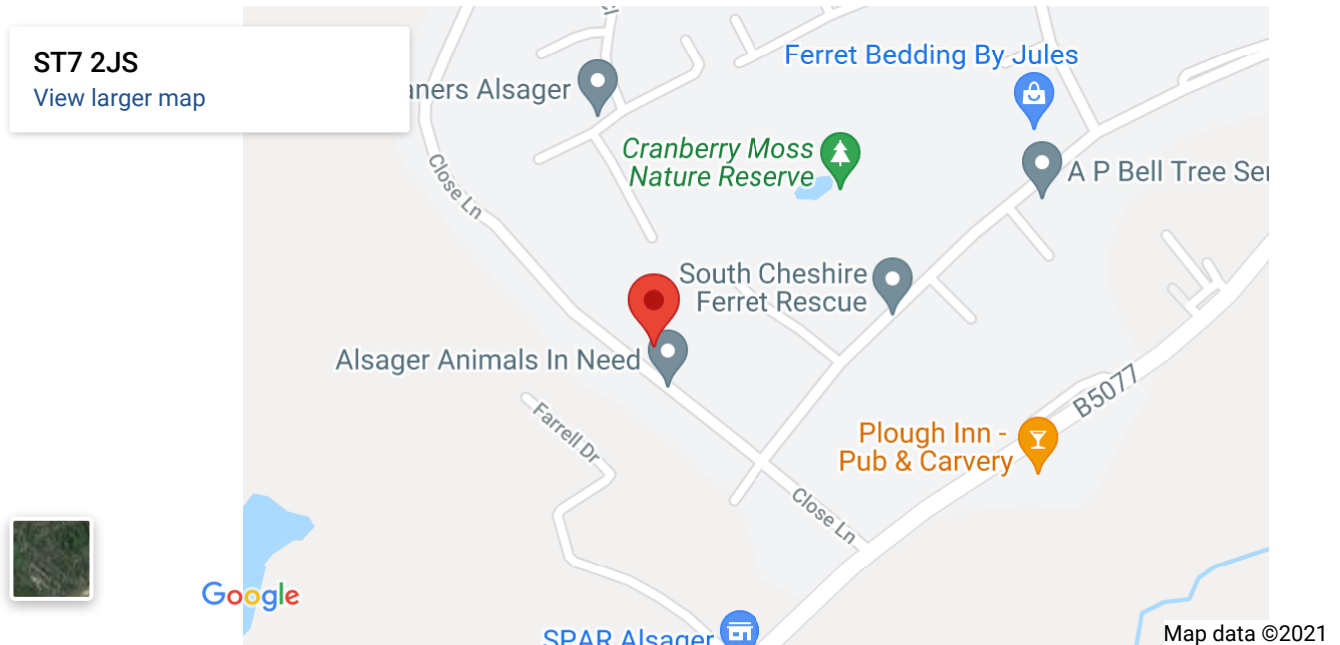 ST7 2JS
View larger map
Ferret Bedding By Jules
aners Alsager
Cranberry Moss
Nature Reserve
A P Bell Tree Ser
Close Ln
South Cheshire
Ferret Rescue
Alsager Animals In Need
Farrell Dr
B5077
Plough Inn -
Pub & Carvery
Close Ln
Google
SPAR Alsager
Map data ©2021